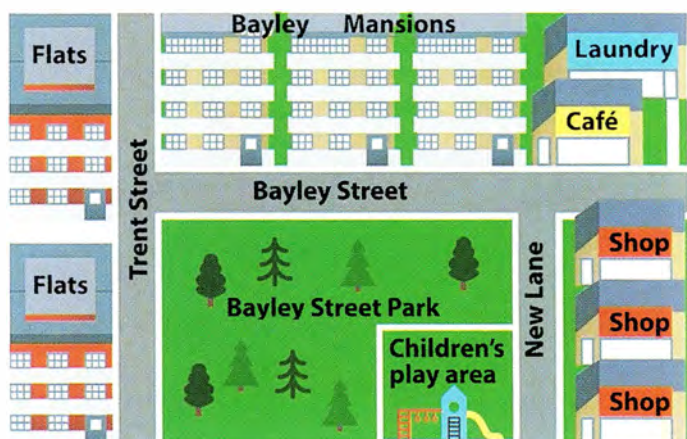 Flats
Bayley Mansions
Laundry
Café
Bayley Street
Trent Street
Flats
Bayley Street Park
Children's
play area
New Lane
Shop
Shop
Shop